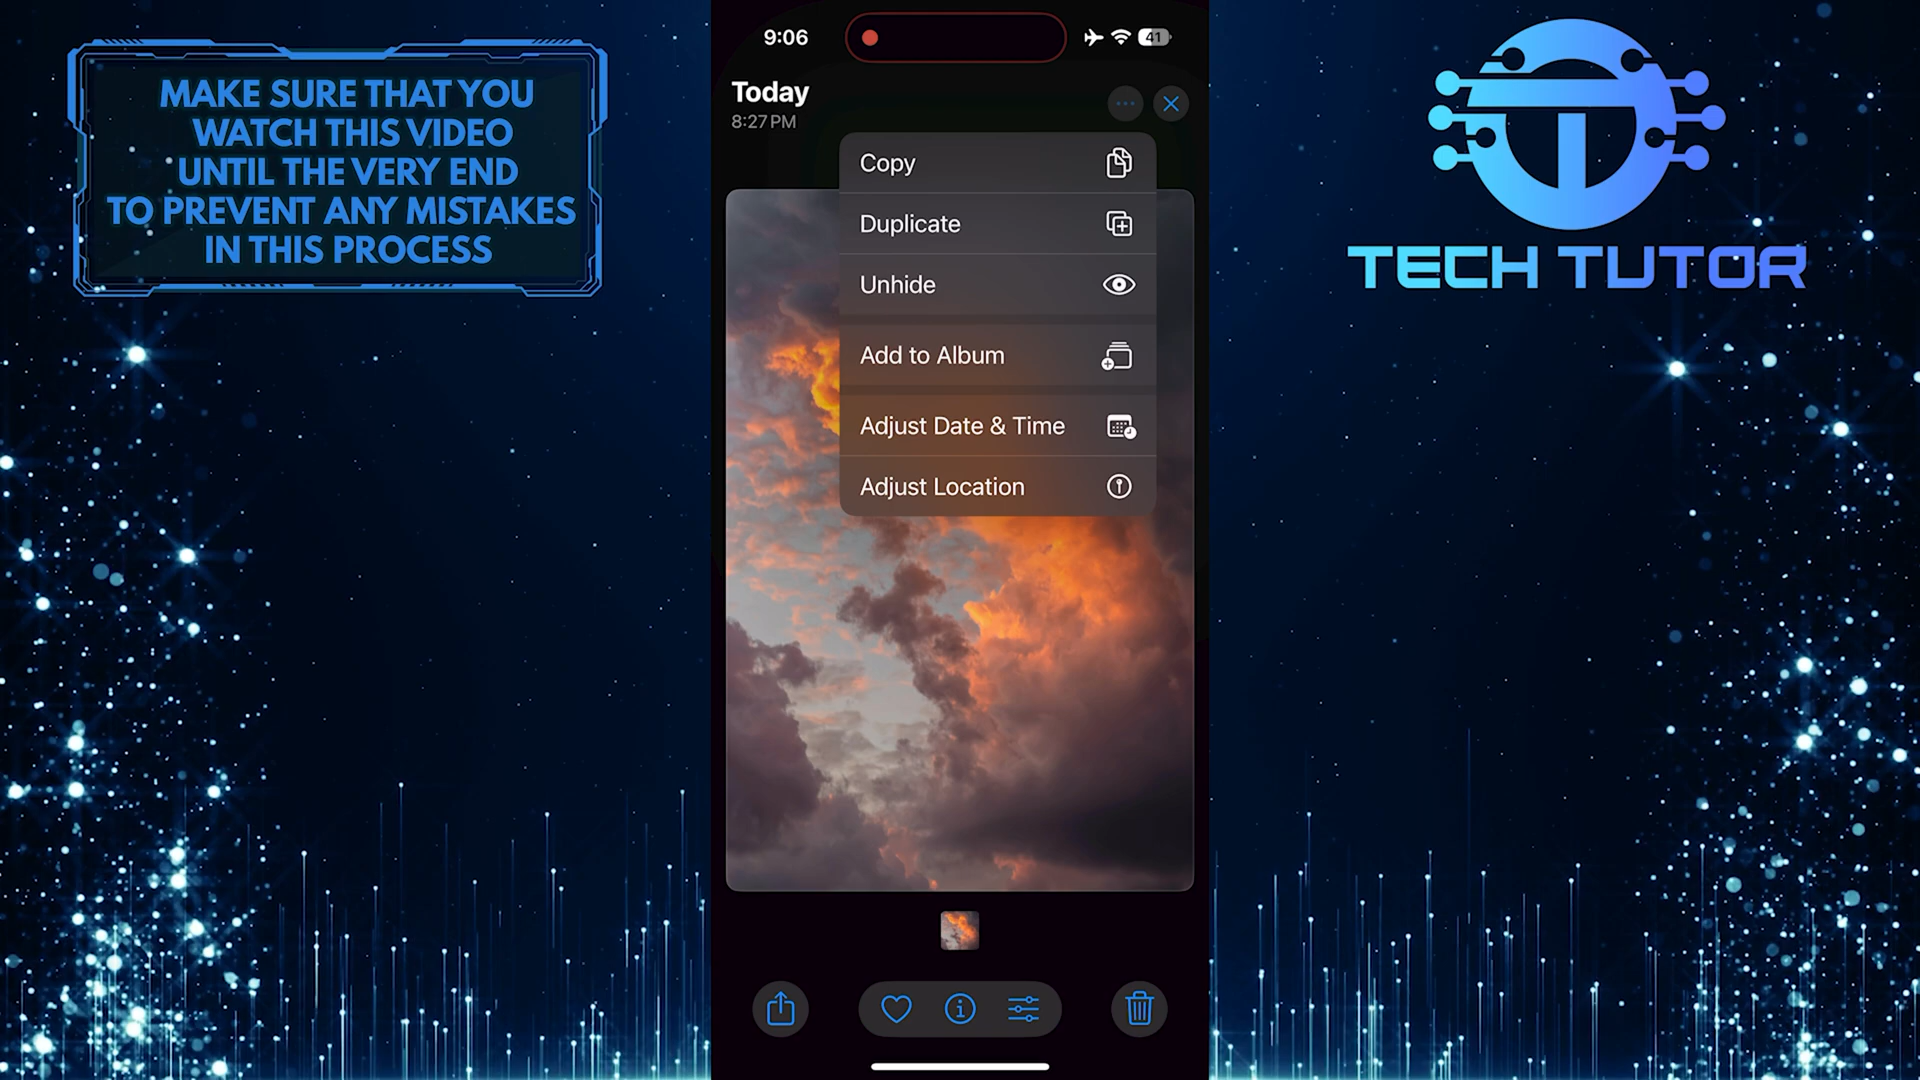 MAKE SURE THAT YOU
WATCH THIS VIDEO
UNTIL THE VERY END
TO PREVENT ANY MISTAKES
IN THIS PROCESS
9:06
41
Today
8:27 PM
Copy
Duplicate
Unhide
Add to Album
Adjust Date & Time
Adjust Location
TECH TUTOR